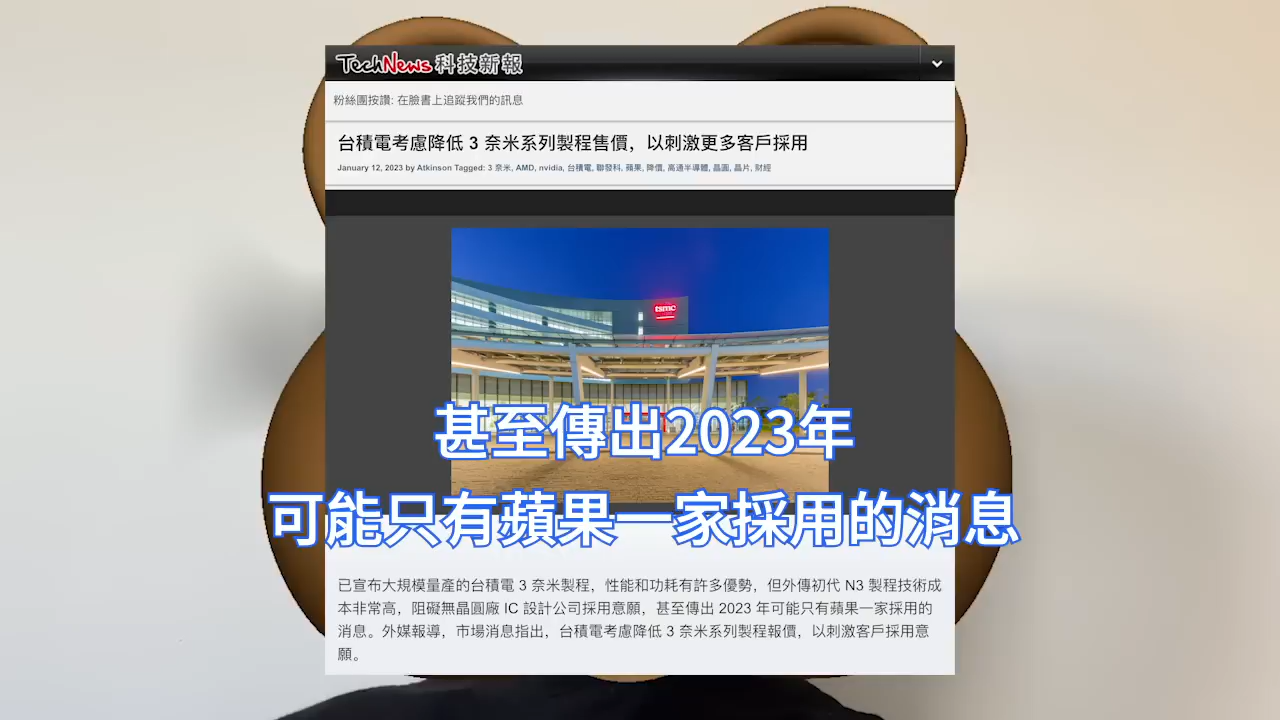 TechNews 科技新報
粉絲團按讚: 在臉書上追蹤我們的訊息
台積電考慮降低 3 奈米系列製程售價，以刺激更多客戶採用
January 12, 2023 by Atkinson Tagged: 3 奈米, AMD, nvidia, 台積電, 聯發科, 蘋果, 降價, 高通半導體, 晶圓, 晶片, 財經
tsmc
甚至傳出2023年
可能只有蘋果一家採用的消息
已宣布大規模量產的台積電 3 奈米製程，性能和功耗有許多優勢，但外傳初代 N3 製程技術成
本非常高，阻礙無晶圓廠 IC 設計公司採用意願，甚至傳出 2023 年可能只有蘋果一家採用的
消息。外媒報導，市場消息指出，台積電考慮降低 3 奈米系列製程報價，以刺激客戶採用意
願。